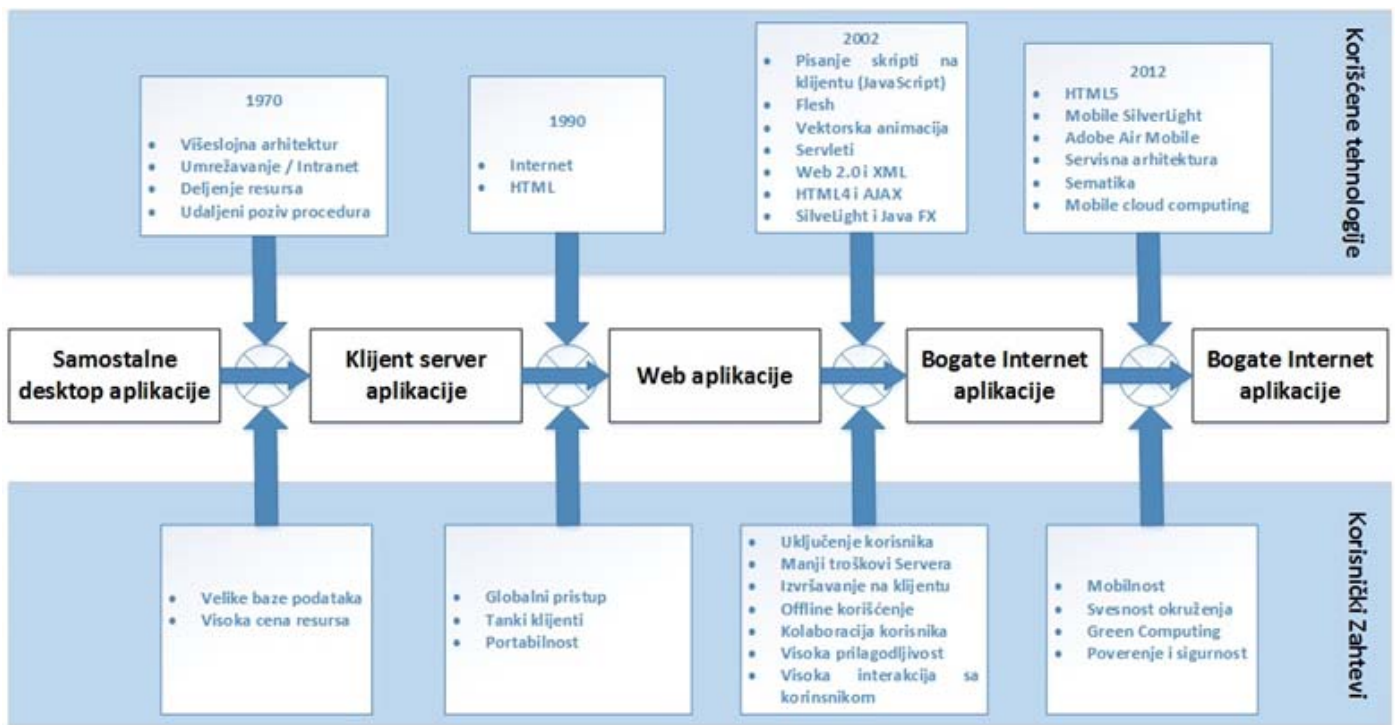 Korišćene tehnologije
1970
Višeslojna arhitektur
Umrežavanje / Intranet
Deljenje resursa
Udaljeni poziv procedura
1990
Internet
HTML
2002
Pisanje skripti na
klijentu (JavaScript)
Flesh
Vektorska animacija
Servleti
Web 2.0 i XML
HTML4 i AJAX
SilveLight i Java FX
2012
HTML5
Mobile SilverLight
Adobe Air Mobile
Servisna arhitektura
Sematika
Mobile cloud computing
Samostalne
desktop aplikacije
Klijent server
aplikacije
Web aplikacije
Bogate Internet
aplikacije
Bogate Internet
aplikacije
Korisnički Zahtevi
Velike baze podataka
Visoka cena resursa
Globalni pristup
Tanki klijenti
Portabilnost
Uključenje korisnika
Manji troškovi Servera
Izvršavanje na klijentu
Offline korišćenje
Kolaboracija korisnika
Visoka prilagodljivost
Visoka interakcija sa
korinsnikom
Mobilnost
Svesnost okruženja
Green Computing
Poverenje i sigurnost